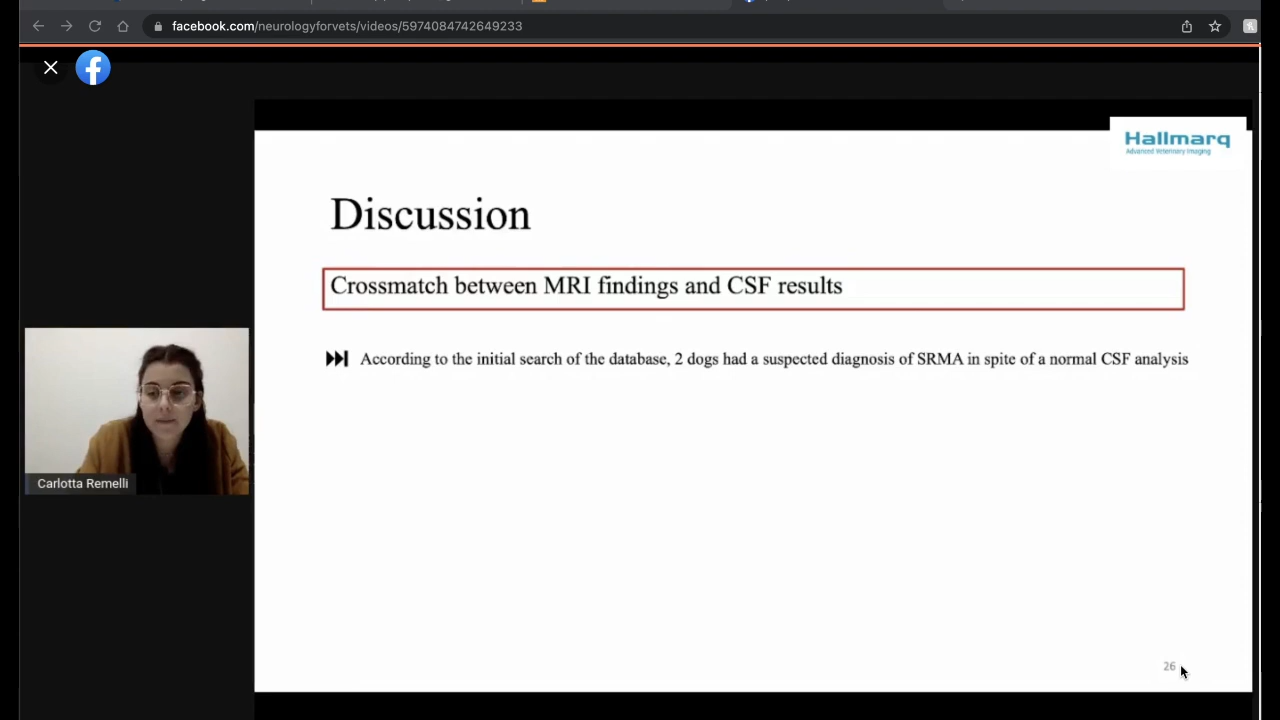 facebook.com/neurologyforvets/videos/5974084742649233
Hallmarq
Advanced Veterinary Imaging
Discussion
Crossmatch between MRI findings and CSF results
According to the initial search of the database, 2 dogs had a suspected diagnosis of SRMA in spite of a normal CSF analysis
Carlotta Remelli
26